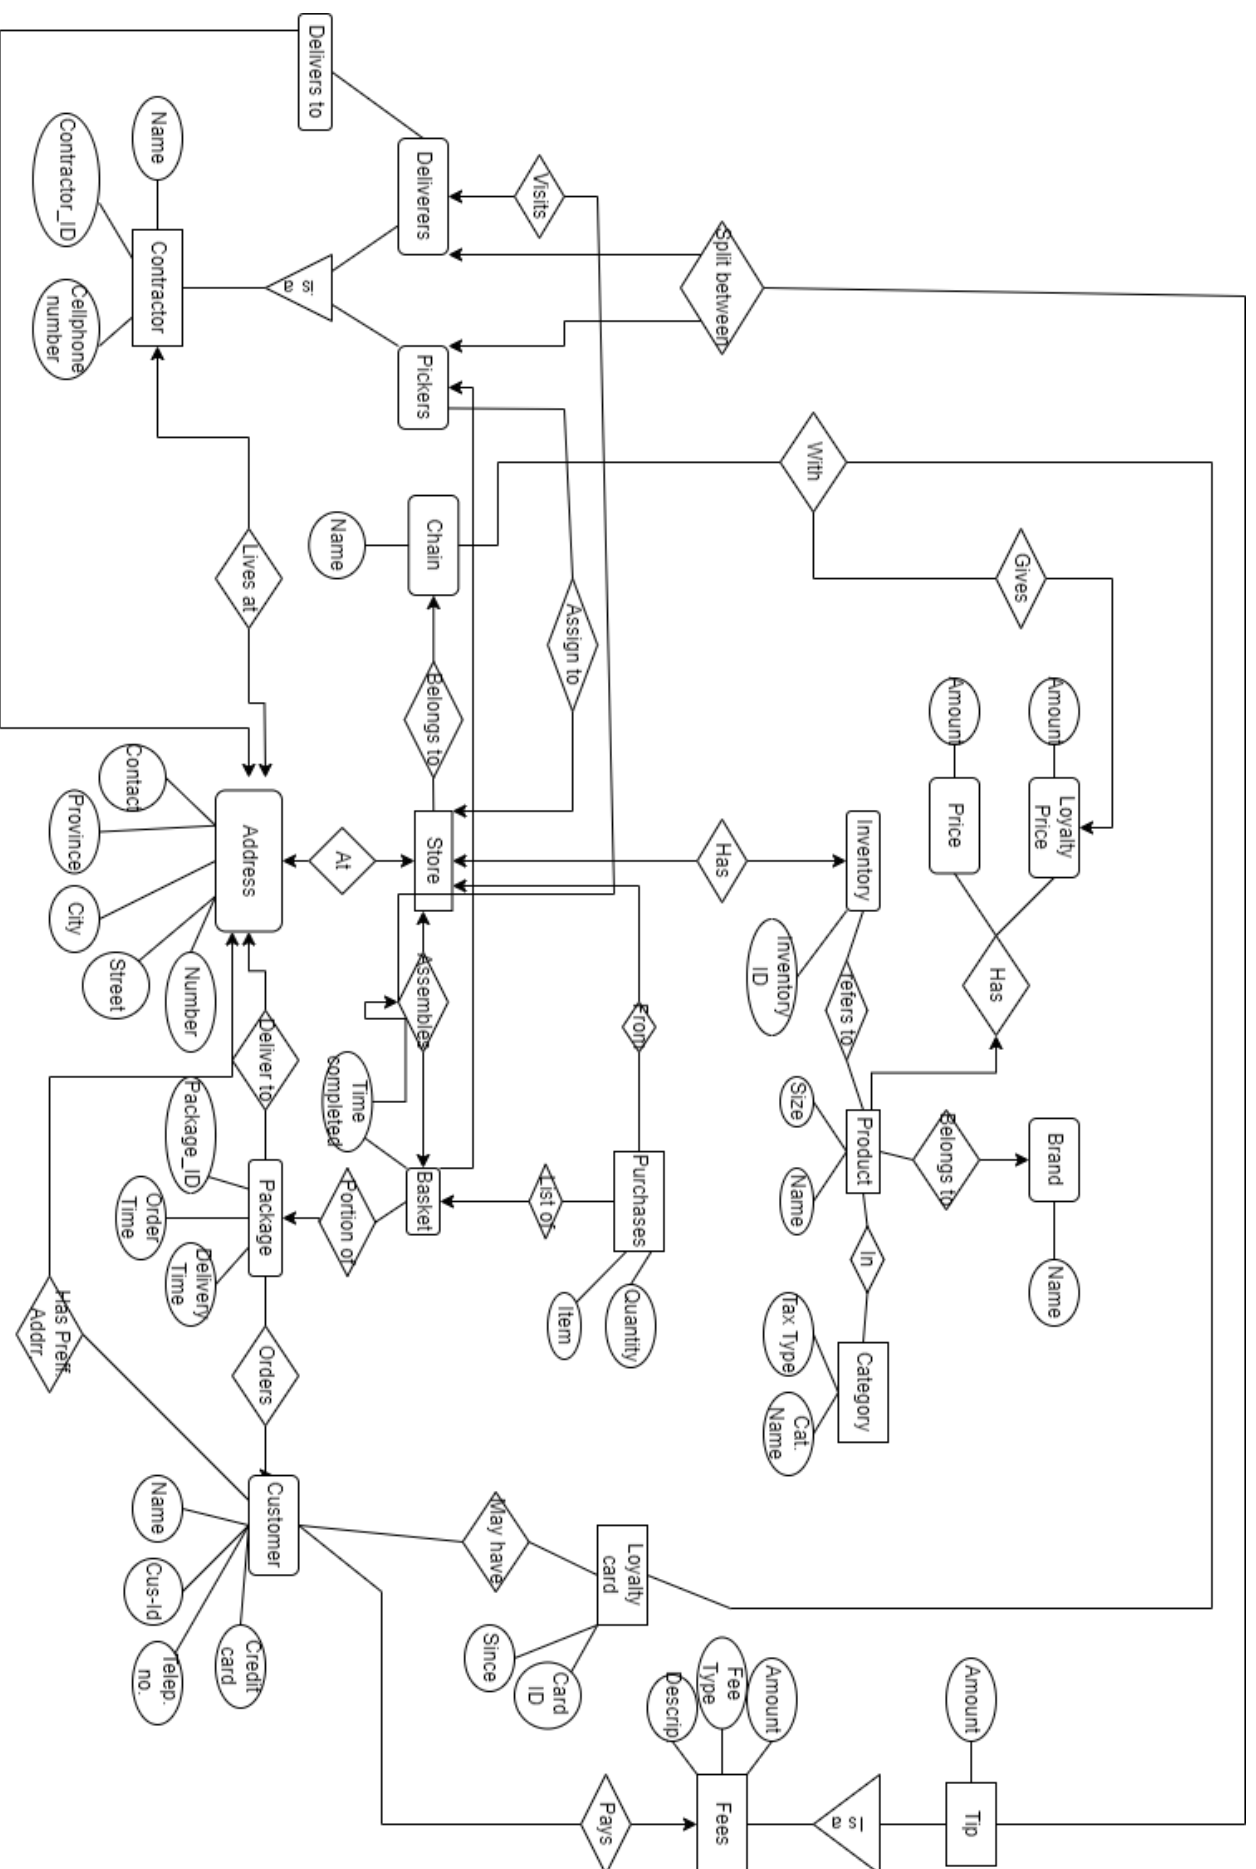 Amount
Loyalty
Price
Brand
Name
Gives
Has
Amount
Tip
Amount
Price
Belongs to
Inventory
refers to
Product
In
Category
is
a
With
Size
Name
Tax Type
Cat.
Name
Inventory
ID
Amount
Split between
Has
Fee
Type
Fees
Descrip
From
Purchases
Quantity
Loyalty
card
Pays
Assign to
Item
Visits
List of
Card
ID
May have
Since
Deliverers
Pickers
Chain
Belongs to
Store
Assembles
Basket
Name
At
Time
completed
Portion of
Delivers to
is
a
Lives at
Address
Deliver to
Package
Orders
Customer
Number
Package_ID
Delivery
Time
Credit
card
Contractor
Name
Contact
Street
Order
Time
Name
Cus-Id
Telep.
no.
Contractor_ID
Cellphone
number
Province
City
Has Preff.
Addrr.